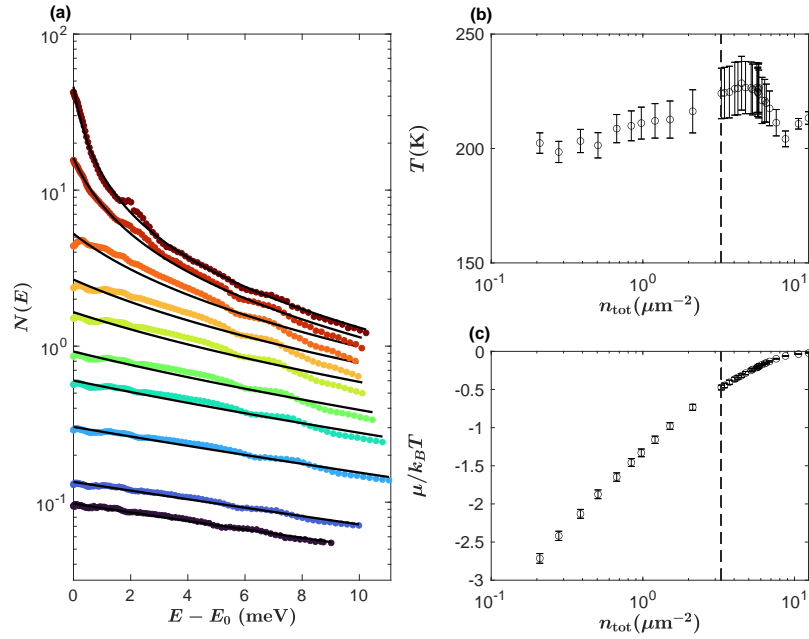 (a)
10^2
10^1
10^0
10^-1
N(E)
0
2
4
6
8
10
E − E_0 (meV)
(b)
250
200
150
T(K)
10^-1
10^0
10^1
n_tot(μm^-2)
(c)
0
-0.5
-1
-1.5
-2
-2.5
-3
μ/k_BT
10^-1
10^0
10^1
n_tot(μm^-2)